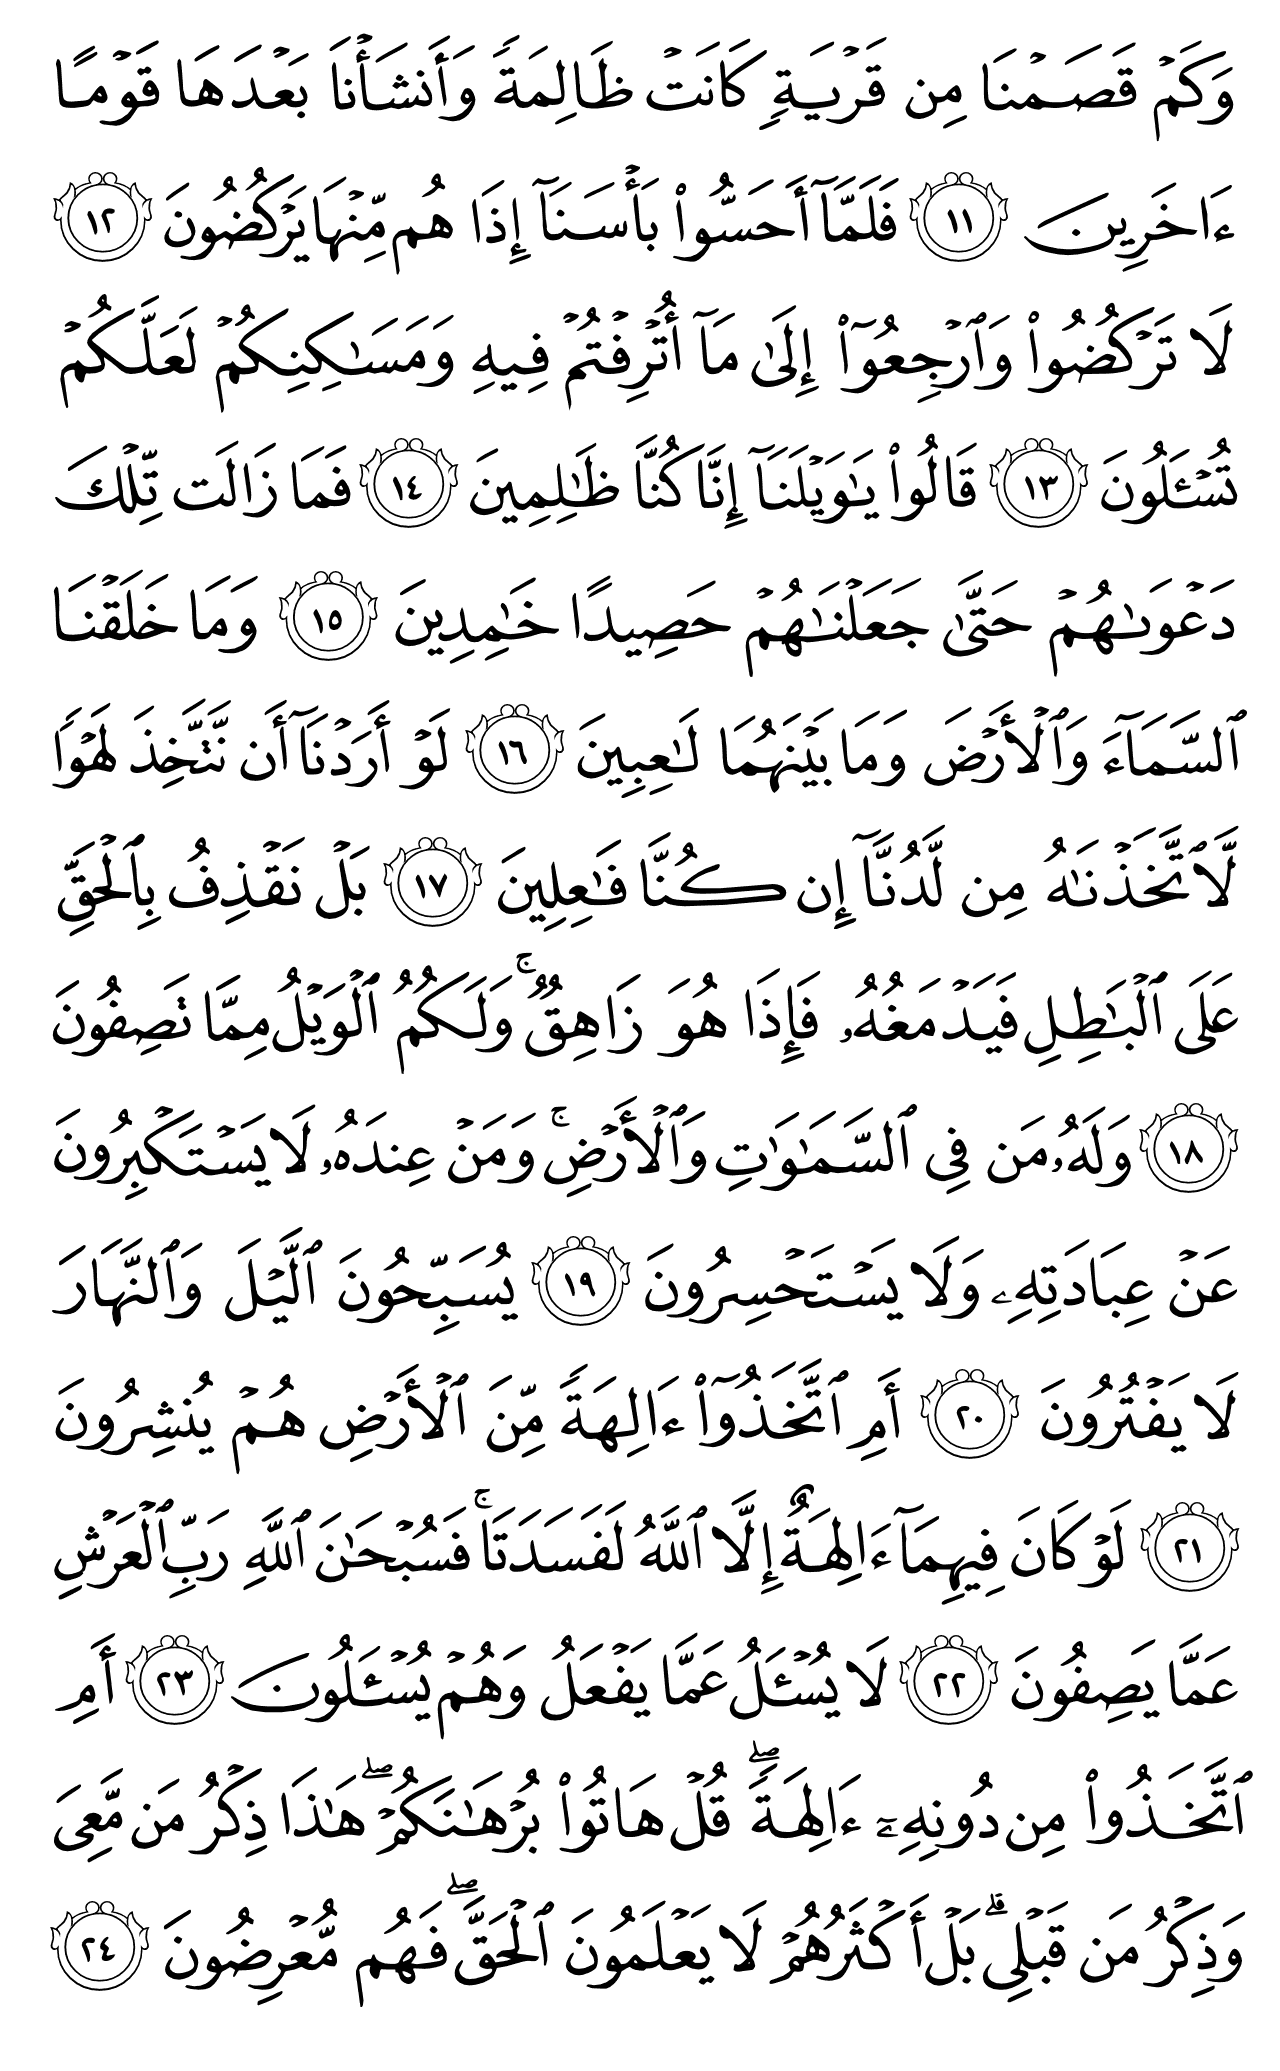 وَكَمۡ قَصَمۡنَا مِن قَرۡيَةٖ كَانَتۡ ظَالِمَةٗ وَأَنشَأۡنَا بَعۡدَهَا قَوۡمًا
ءَاخَرِينَ ١١ فَلَمَّآ أَحَسُّواْ بَأۡسَنَآ إِذَا هُم مِّنۡهَا يَرۡكُضُونَ ١٢
لَا تَرۡكُضُواْ وَٱرۡجِعُوٓاْ إِلَىٰ مَآ أُتۡرِفۡتُمۡ فِيهِ وَمَسَٰكِنِكُمۡ لَعَلَّكُمۡ
تُسۡـَٔلُونَ ١٣ قَالُواْ يَٰوَيۡلَنَآ إِنَّا كُنَّا ظَٰلِمِينَ ١٤ فَمَا زَالَت تِّلۡكَ
دَعۡوَىٰهُمۡ حَتَّىٰ جَعَلۡنَٰهُمۡ حَصِيدًا خَٰمِدِينَ ١٥ وَمَا خَلَقۡنَا
ٱلسَّمَآءَ وَٱلۡأَرۡضَ وَمَا بَيۡنَهُمَا لَٰعِبِينَ ١٦ لَوۡ أَرَدۡنَآ أَن نَّتَّخِذَ لَهۡوٗا
لَّٱتَّخَذۡنَٰهُ مِن لَّدُنَّآ إِن كُنَّا فَٰعِلِينَ ١٧ بَلۡ نَقۡذِفُ بِٱلۡحَقِّ
عَلَى ٱلۡبَٰطِلِ فَيَدۡمَغُهُۥ فَإِذَا هُوَ زَاهِقٞۚ وَلَكُمُ ٱلۡوَيۡلُ مِمَّا تَصِفُونَ
١٨ وَلَهُۥ مَن فِي ٱلسَّمَٰوَٰتِ وَٱلۡأَرۡضِۚ وَمَنۡ عِندَهُۥ لَا يَسۡتَكۡبِرُونَ
عَنۡ عِبَادَتِهِۦ وَلَا يَسۡتَحۡسِرُونَ ١٩ يُسَبِّحُونَ ٱلَّيۡلَ وَٱلنَّهَارَ
لَا يَفۡتُرُونَ ٢٠ أَمِ ٱتَّخَذُوٓاْ ءَالِهَةٗ مِّنَ ٱلۡأَرۡضِ هُمۡ يُنشِرُونَ
٢١ لَوۡ كَانَ فِيهِمَآ ءَالِهَةٌ إِلَّا ٱللَّهُ لَفَسَدَتَاۚ فَسُبۡحَٰنَ ٱللَّهِ رَبِّ ٱلۡعَرۡشِ
عَمَّا يَصِفُونَ ٢٢ لَا يُسۡـَٔلُ عَمَّا يَفۡعَلُ وَهُمۡ يُسۡـَٔلُونَ ٢٣ أَمِ
ٱتَّخَذُواْ مِن دُونِهِۦٓ ءَالِهَةٗۖ قُلۡ هَاتُواْ بُرۡهَٰنَكُمۡۖ هَٰذَا ذِكۡرُ مَن مَّعِيَ
وَذِكۡرُ مَن قَبۡلِيۚ بَلۡ أَكۡثَرُهُمۡ لَا يَعۡلَمُونَ ٱلۡحَقَّۖ فَهُم مُّعۡرِضُونَ ٢٤